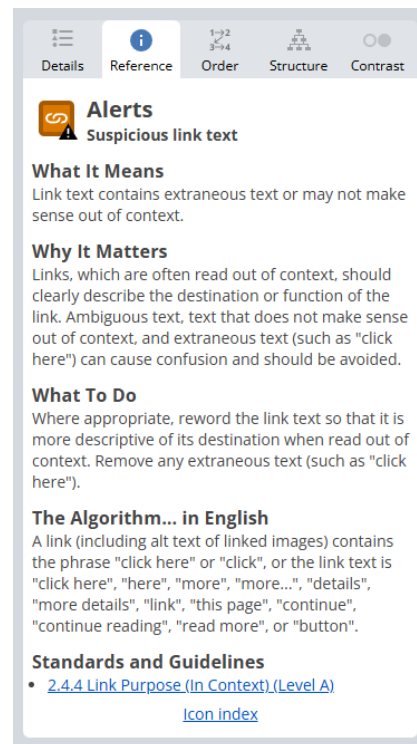 Details Reference Order Structure Contrast
1→2
3→4
Alerts
Suspicious link text
What It Means
Link text contains extraneous text or may not make
sense out of context.
Why It Matters
Links, which are often read out of context, should
clearly describe the destination or function of the
link. Ambiguous text, text that does not make sense
out of context, and extraneous text (such as "click
here") can cause confusion and should be avoided.
What To Do
Where appropriate, reword the link text so that it is
more descriptive of its destination when read out of
context. Remove any extraneous text (such as "click
here").
The Algorithm... in English
A link (including alt text of linked images) contains
the phrase "click here" or "click", or the link text is
"click here", "here", "more", "more...", "details",
"more details", "link", "this page", "continue",
"continue reading", "read more", or "button".
Standards and Guidelines
• 2.4.4 Link Purpose (In Context) (Level A)
Icon index